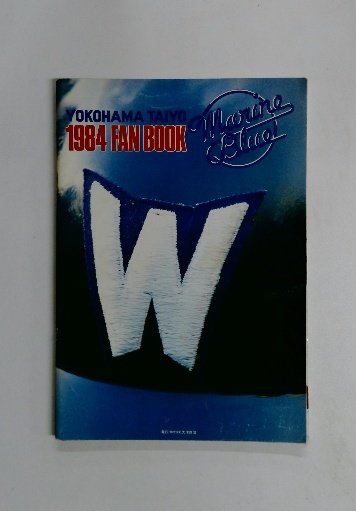 YOKOHAMA TAIYO
1984 FAN BOOK
Marine
Blue!
W